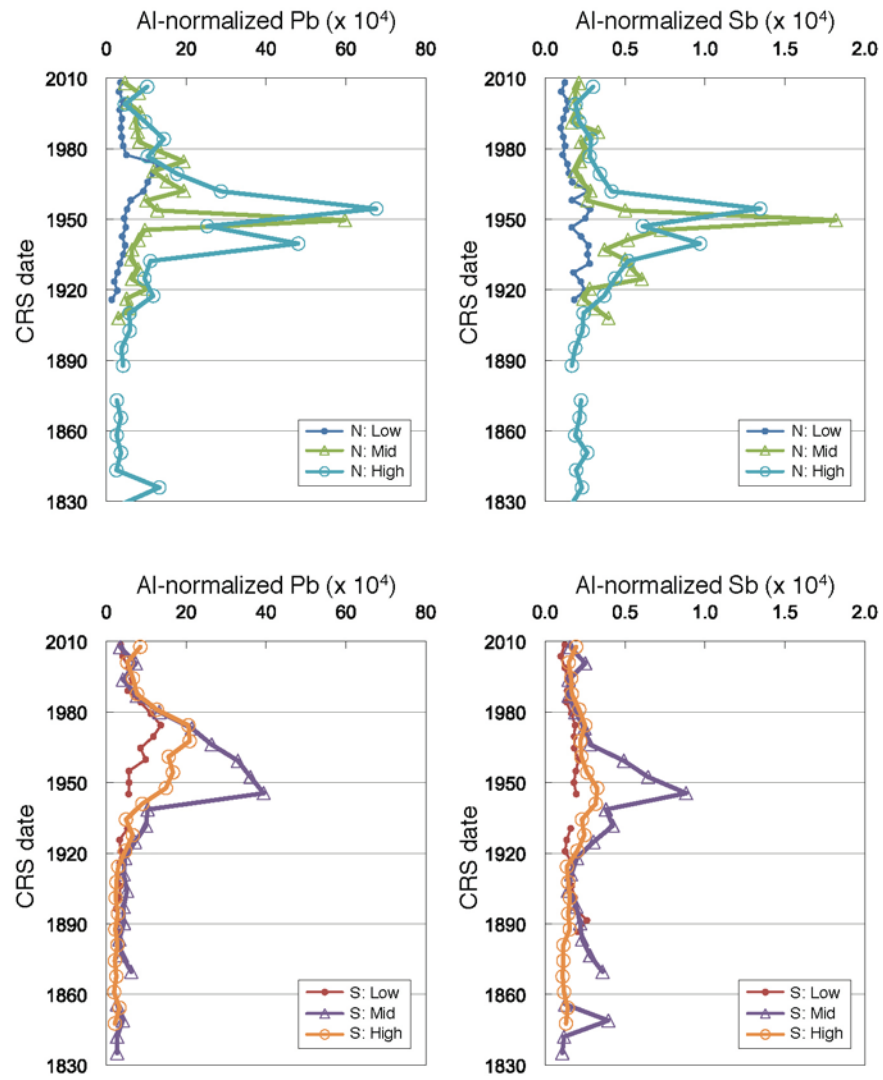 Al-normalized Pb (x 10⁴)
0 20 40 60 80
CRS date
2010
1980
1950
1920
1890
1860
1830
N: Low
N: Mid
N: High
Al-normalized Sb (x 10⁴)
0.0 0.5 1.0 1.5 2.0
CRS date
2010
1980
1950
1920
1890
1860
1830
N: Low
N: Mid
N: High
Al-normalized Pb (x 10⁴)
0 20 40 60 80
CRS date
2010
1980
1950
1920
1890
1860
1830
S: Low
S: Mid
S: High
Al-normalized Sb (x 10⁴)
0.0 0.5 1.0 1.5 2.0
CRS date
2010
1980
1950
1920
1890
1860
1830
S: Low
S: Mid
S: High